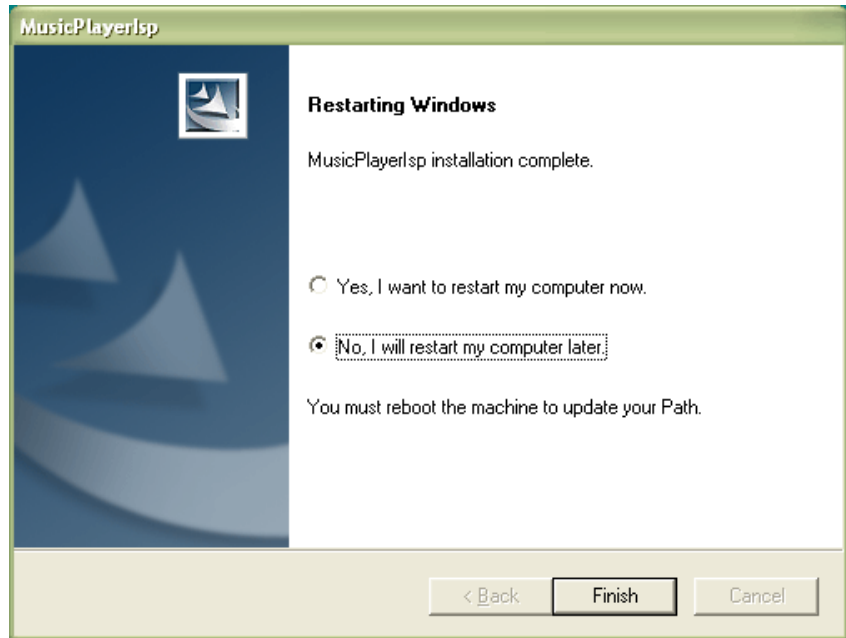 MusicPlayerIsp
Restarting Windows
MusicPlayerIsp installation complete.
Yes, I want to restart my computer now.
No, I will restart my computer later.
You must reboot the machine to update your Path.
< Back
Finish
Cancel